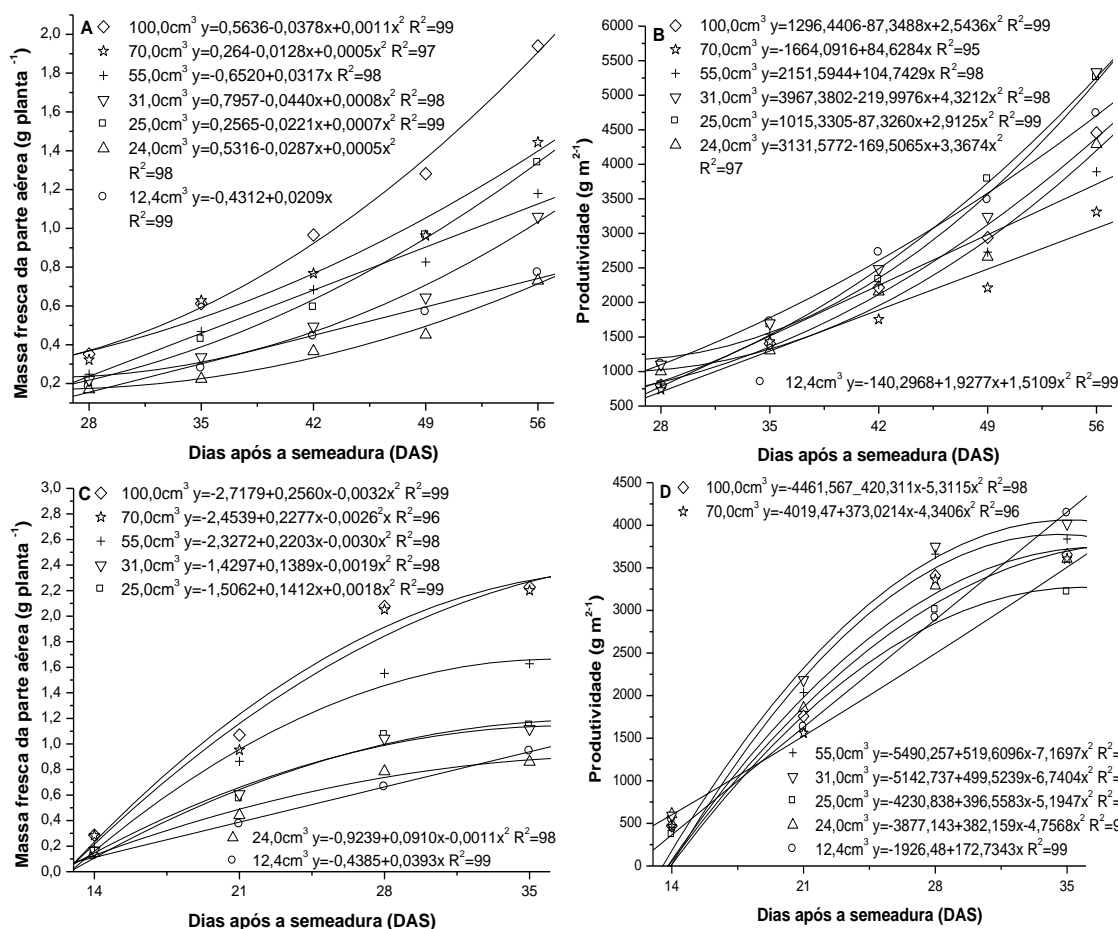 A
100,0cm³ y=0,5636-0,0378x+0,0011x² R²=99
70,0cm³ y=0,264-0,0128x+0,0005x² R²=97
55,0cm³ y=-0,6520+0,0317x R²=98
31,0cm³ y=0,7957-0,0440x+0,0008x² R²=98
25,0cm³ y=0,2565-0,0221x+0,0007x² R²=99
24,0cm³ y=0,5316-0,0287x+0,0005x²
R²=98
12,4cm³ y=-0,4312+0,0209x
R²=99
Massa fresca da parte aérea (g planta⁻¹)
2,0
1,8
1,6
1,4
1,2
1,0
0,8
0,6
0,4
0,2
28 35 42 49 56
Dias após a semeadura (DAS)
B
100,0cm³ y=1296,4406-87,3488x+2,5436x² R²=99
70,0cm³ y=-1664,0916+84,6284x R²=95
55,0cm³ y=2151,5944+104,7429x R²=98
31,0cm³ y=3967,3802-219,9976x+4,3212x² R²=98
25,0cm³ y=1015,3305-87,3260x+2,9125x² R²=99
24,0cm³ y=3131,5772-169,5065x+3,3674x²
R²=97
12,4cm³ y=-140,2968+1,9277x+1,5109x² R²=99
Produtividade (g m²⁻¹)
6000
5500
5000
4500
4000
3500
3000
2500
2000
1500
1000
500
28 35 42 49 56
Dias após a semeadura (DAS)
C
100,0cm³ y=-2,7179+0,2560x-0,0032x² R²=99
70,0cm³ y=-2,4539+0,2277x-0,0026²x R²=96
55,0cm³ y=-2,3272+0,2203x-0,0030x² R²=98
31,0cm³ y=-1,4297+0,1389x-0,0019x² R²=98
25,0cm³ y=-1,5062+0,1412x+0,0018x² R²=99
24,0cm³ y=-0,9239+0,0910x-0,0011x² R²=98
12,4cm³ y=-0,4385+0,0393x R²=99
Massa fresca da parte aérea (g planta⁻¹)
3,0
2,8
2,6
2,4
2,2
2,0
1,8
1,6
1,4
1,2
1,0
0,8
0,6
0,4
0,2
0,0
14 21 28 35
Dias após a semeadura (DAS)
D
100,0cm³ y=-4461,567_420,311x-5,3115x² R²=98
70,0cm³ y=-4019,47+373,0214x-4,3406x² R²=96
55,0cm³ y=-5490,257+519,6096x-7,1697x² R²=
31,0cm³ y=-5142,737+499,5239x-6,7404x² R²=
25,0cm³ y=-4230,838+396,5583x-5,1947x² R²=
24,0cm³ y=-3877,143+382,159x-4,7568x² R²=9
12,4cm³ y=-1926,48+172,7343x R²=99
Produtividade (g m²⁻¹)
4500
4000
3500
3000
2500
2000
1500
1000
500
0
14 21 28 35
Dias após a semeadura (DAS)